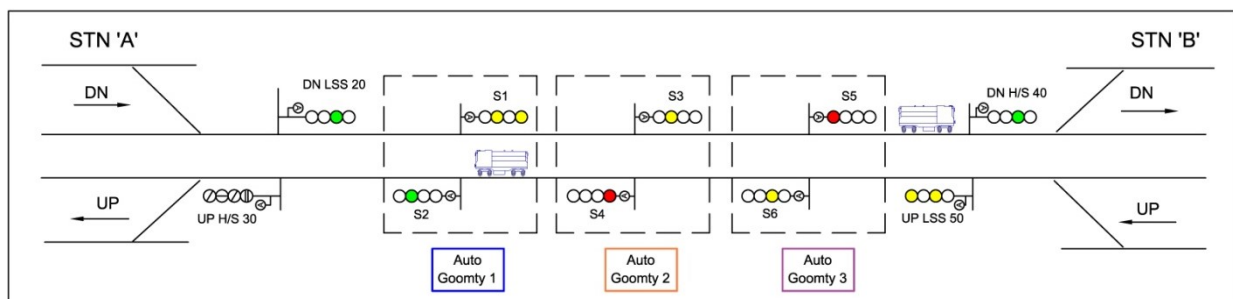 STN 'A'
STN 'B'
DN LSS 20
DN
S1
S3
S5
DN H/S 40
DN
UP
UP H/S 30
S2
S4
S6
UP LSS 50
UP
Auto
Goomty 1
Auto
Goomty 2
Auto
Goomty 3